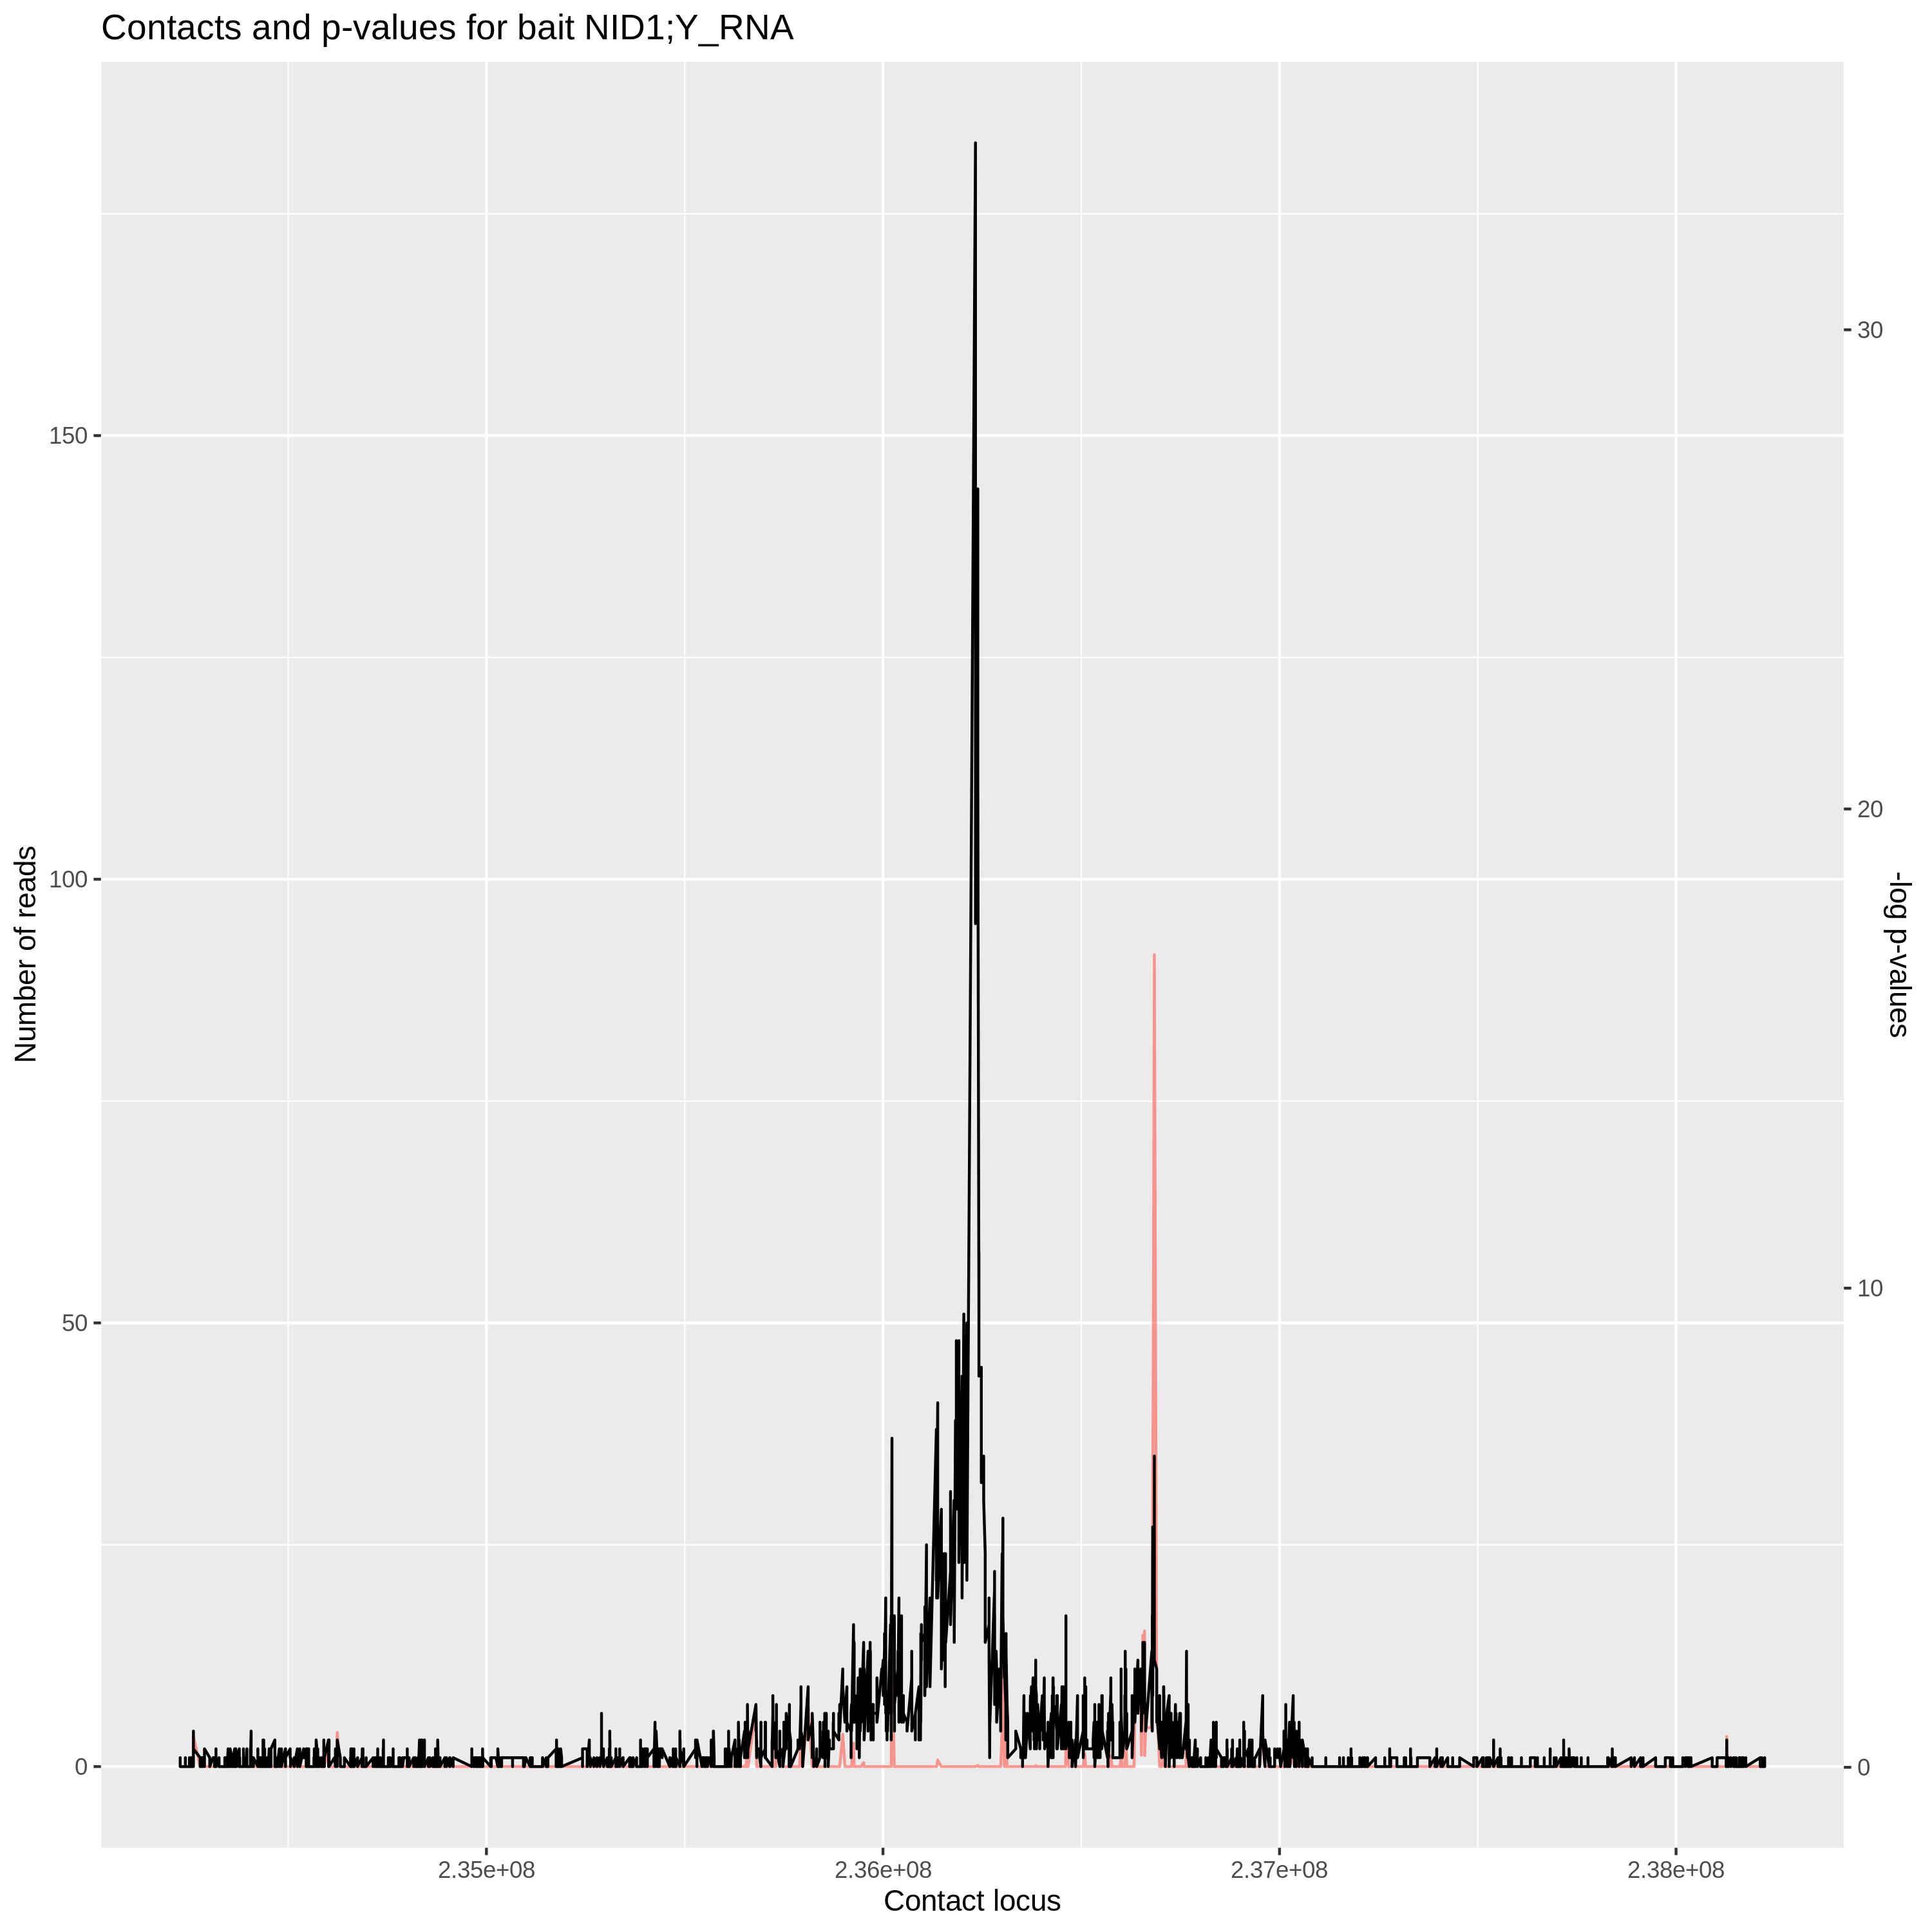 Contacts and p-values for bait NID1;Y_RNA
Number of reads
150
100
50
0
30
20
10
0
-log p-values
2.35e+08 2.36e+08 2.37e+08 2.38e+08
Contact locus